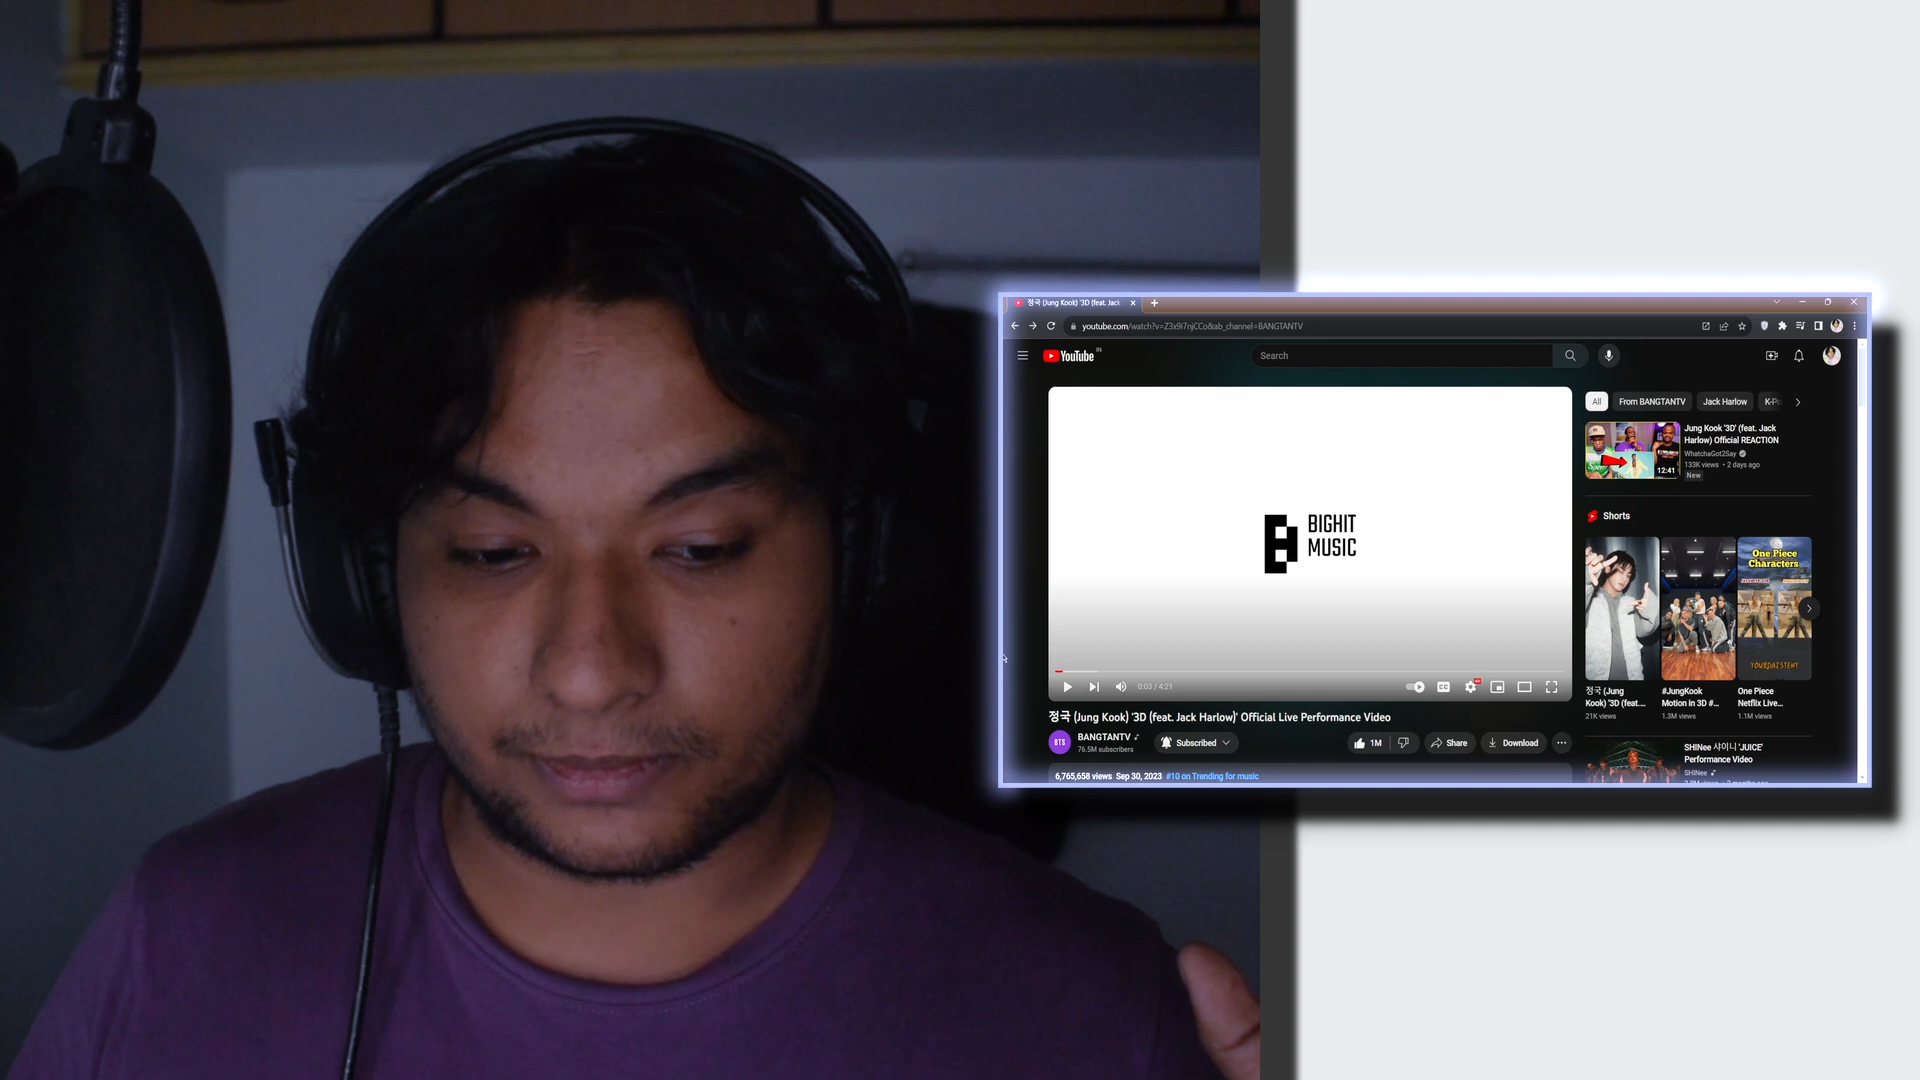 정국 (Jung Kook) '3D (feat. Jack
youtube.com/watch?v=Z3x9i7njCCo&ab_channel=BANGTANTV
YouTube IN
Search
BIGHIT
MUSIC
0:03 / 4:21
정국 (Jung Kook) '3D (feat. Jack Harlow)' Official Live Performance Video
BTS
BANGTANTV
76.5M subscribers
Subscribed
1M
Share
Download
6,765,658 views Sep 30, 2023 #10 on Trending for music
All
From BANGTANTV
Jack Harlow
K-Po
12:41
Jung Kook '3D' (feat. Jack
Harlow) Official REACTION
WhatchaGot2Say
133K views • 2 days ago
New
Shorts
One Piece
Characters
YOURDAISTENT
정국 (Jung
Kook) '3D (feat....
21K views
#JungKook
Motion in 3D #...
1.3M views
One Piece
Netflix Live...
1.1M views
SHINee 샤이니 'JUICE'
Performance Video
SHINee